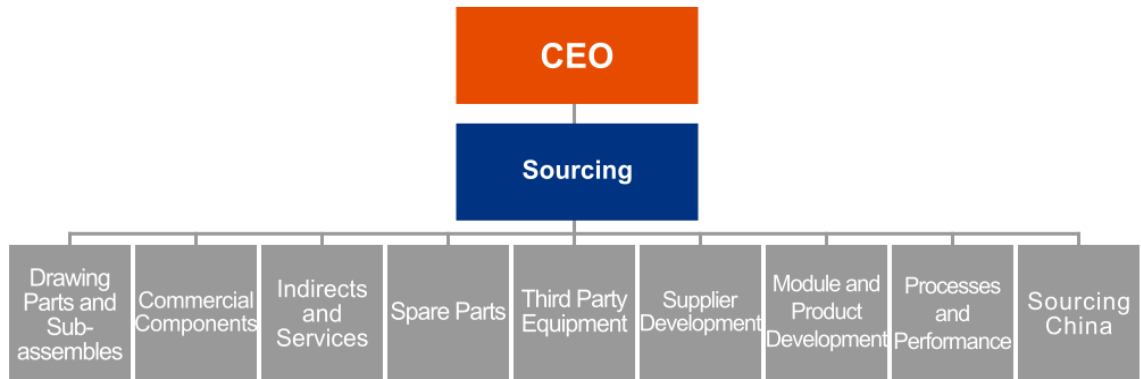 CEO
Sourcing
Drawing
Parts and
Sub-
assembles
Commercial
Components
Indirects
and
Services
Spare Parts
Third Party
Equipment
Supplier
Development
Module and
Product
Development
Processes
and
Performance
Sourcing
China